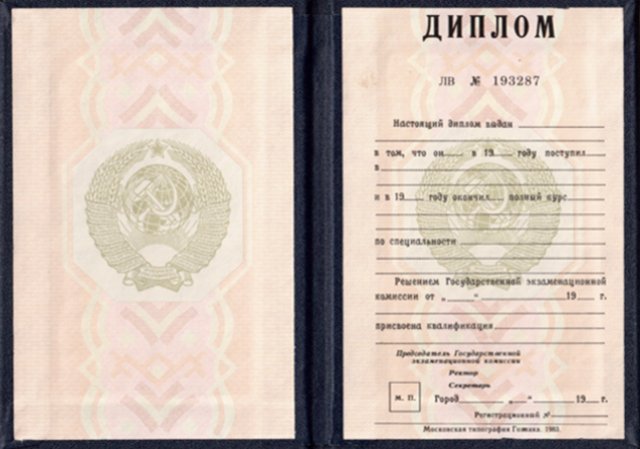 ДИПЛОМ
ЛВ № 193287
Настоящий диплом выдан
в том, что он в 19 году поступил
в
и в 19 году окончил полный курс
по специальности
Решением Государственной экзаменационной
комиссии от „ “ 19 г.
присвоена квалификация
Председатель Государственной
экзаменационной комиссии
Ректор
Секретарь
М. П. Город „ “ 19 г.
Регистрационный №
Московская типография Гознака. 1983.